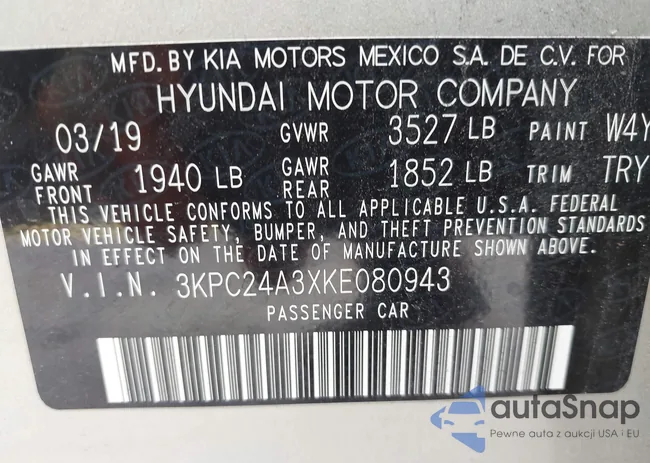 MFD. BY KIA MOTORS MEXICO S.A. DE C.V. FOR
HYUNDAI MOTOR COMPANY
03/19 GVWR 3527 LB PAINT W4Y
GAWR FRONT 1940 LB GAWR REAR 1852 LB TRIM TRY
THIS VEHICLE CONFORMS TO ALL APPLICABLE U.S.A. FEDERAL
MOTOR VEHICLE SAFETY, BUMPER, AND THEFT PREVENTION STANDARDS
IN EFFECT ON THE DATE OF MANUFACTURE SHOWN ABOVE.
V.I.N. 3KPC24A3XKE080943
PASSENGER CAR
autaSnap
Pewne auta z aukcji USA i EU